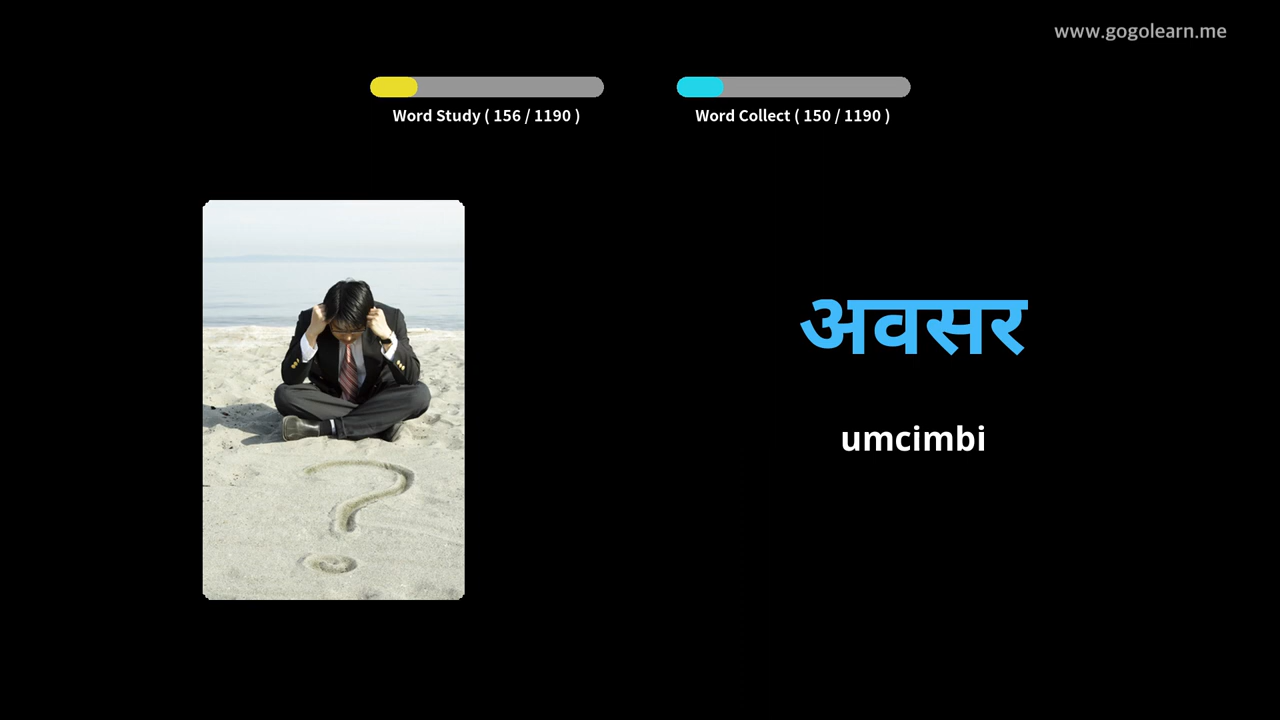 www.gogolearn.me
Word Study ( 156 / 1190 )
Word Collect ( 150 / 1190 )
अवसर
umcimbi
?